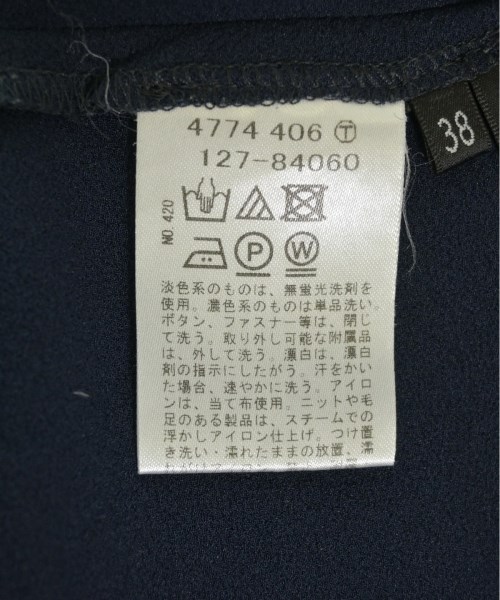 4774 406 Ⓣ
127-84060
38
NO.420
P
W
淡色系のものは、無蛍光洗剤を
使用。濃色系のものは単品洗い。
ボタン、ファスナー等は、閉じ
て洗う。取り外し可能な附属品
は、外して洗う。漂白は、漂白
剤の指示にしたがう。汗をかい
た場合、速やかに洗う。アイロ
ンは、当て布使用。ニットや毛
足のある製品は、スチームでの
浮かしアイロン仕上げ。つけ置
き洗い・濡れたままの放置、濡